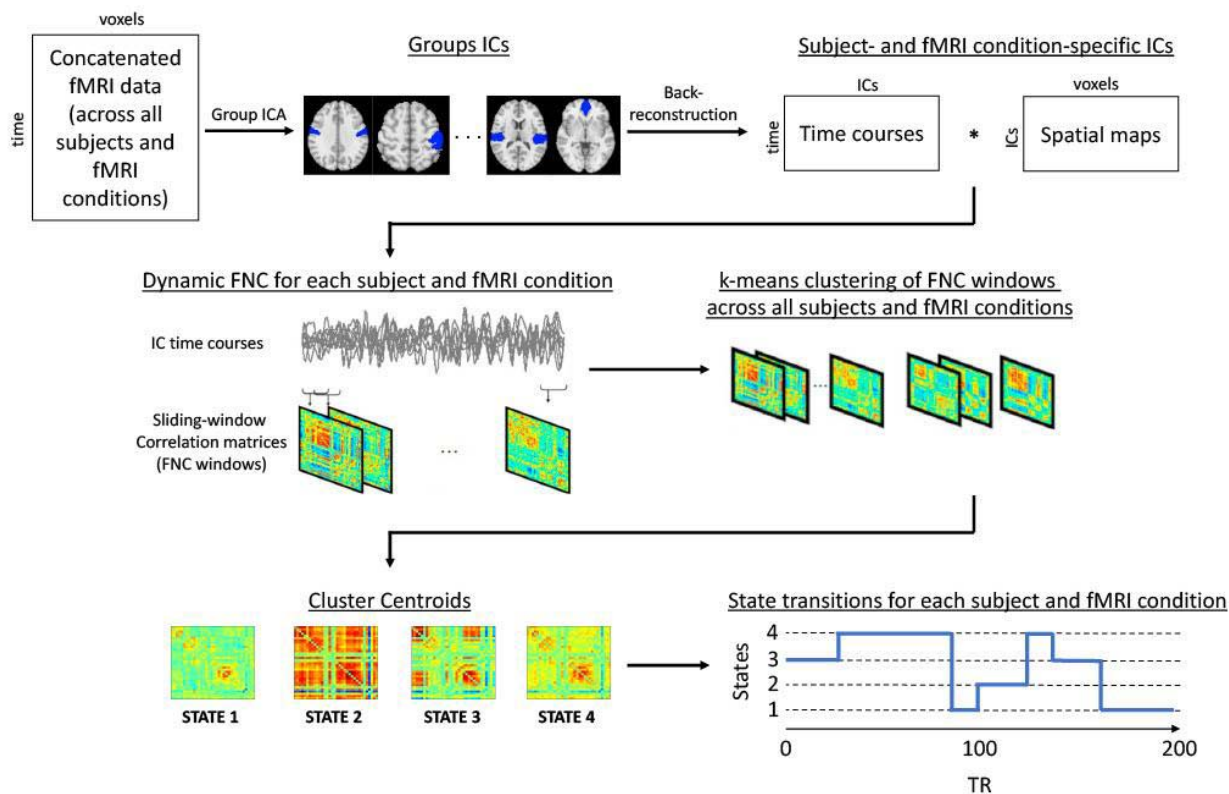 voxels
time
Concatenated
fMRI data
(across all
subjects and
fMRI
conditions)
Group ICA
Groups ICs
. . .
Back-
reconstruction
Subject- and fMRI condition-specific ICs
ICs
time
Time courses
*
voxels
ICs
Spatial maps
Dynamic FNC for each subject and fMRI condition
IC time courses
Sliding-window
Correlation matrices
(FNC windows)
...
k-means clustering of FNC windows
across all subjects and fMRI conditions
...
Cluster Centroids
STATE 1
STATE 2
STATE 3
STATE 4
State transitions for each subject and fMRI condition
States
4
3
2
1
0
100
200
TR